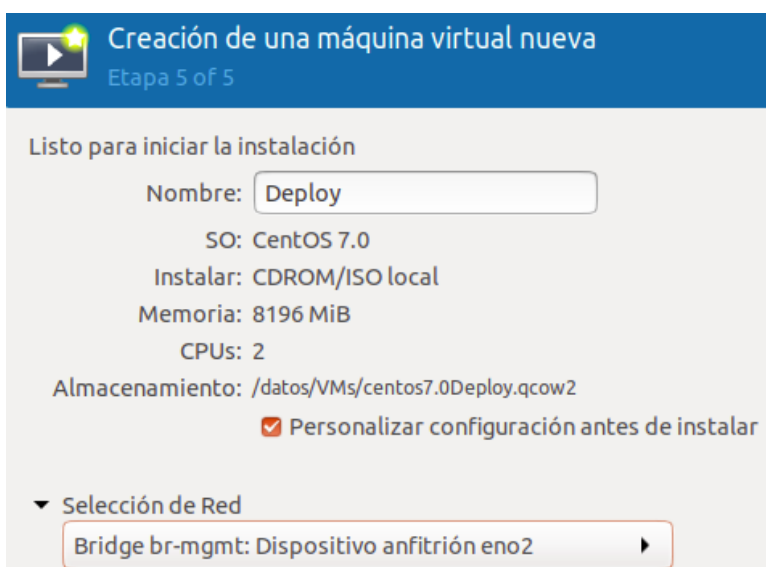 Creación de una máquina virtual nueva
Etapa 5 of 5
Listo para iniciar la instalación
Nombre: Deploy
SO: CentOS 7.0
Instalar: CDROM/ISO local
Memoria: 8196 MiB
CPUs: 2
Almacenamiento: /datos/VMs/centos7.0Deploy.qcow2
Personalizar configuración antes de instalar
Selección de Red
Bridge br-mgmt: Dispositivo anfitrión eno2